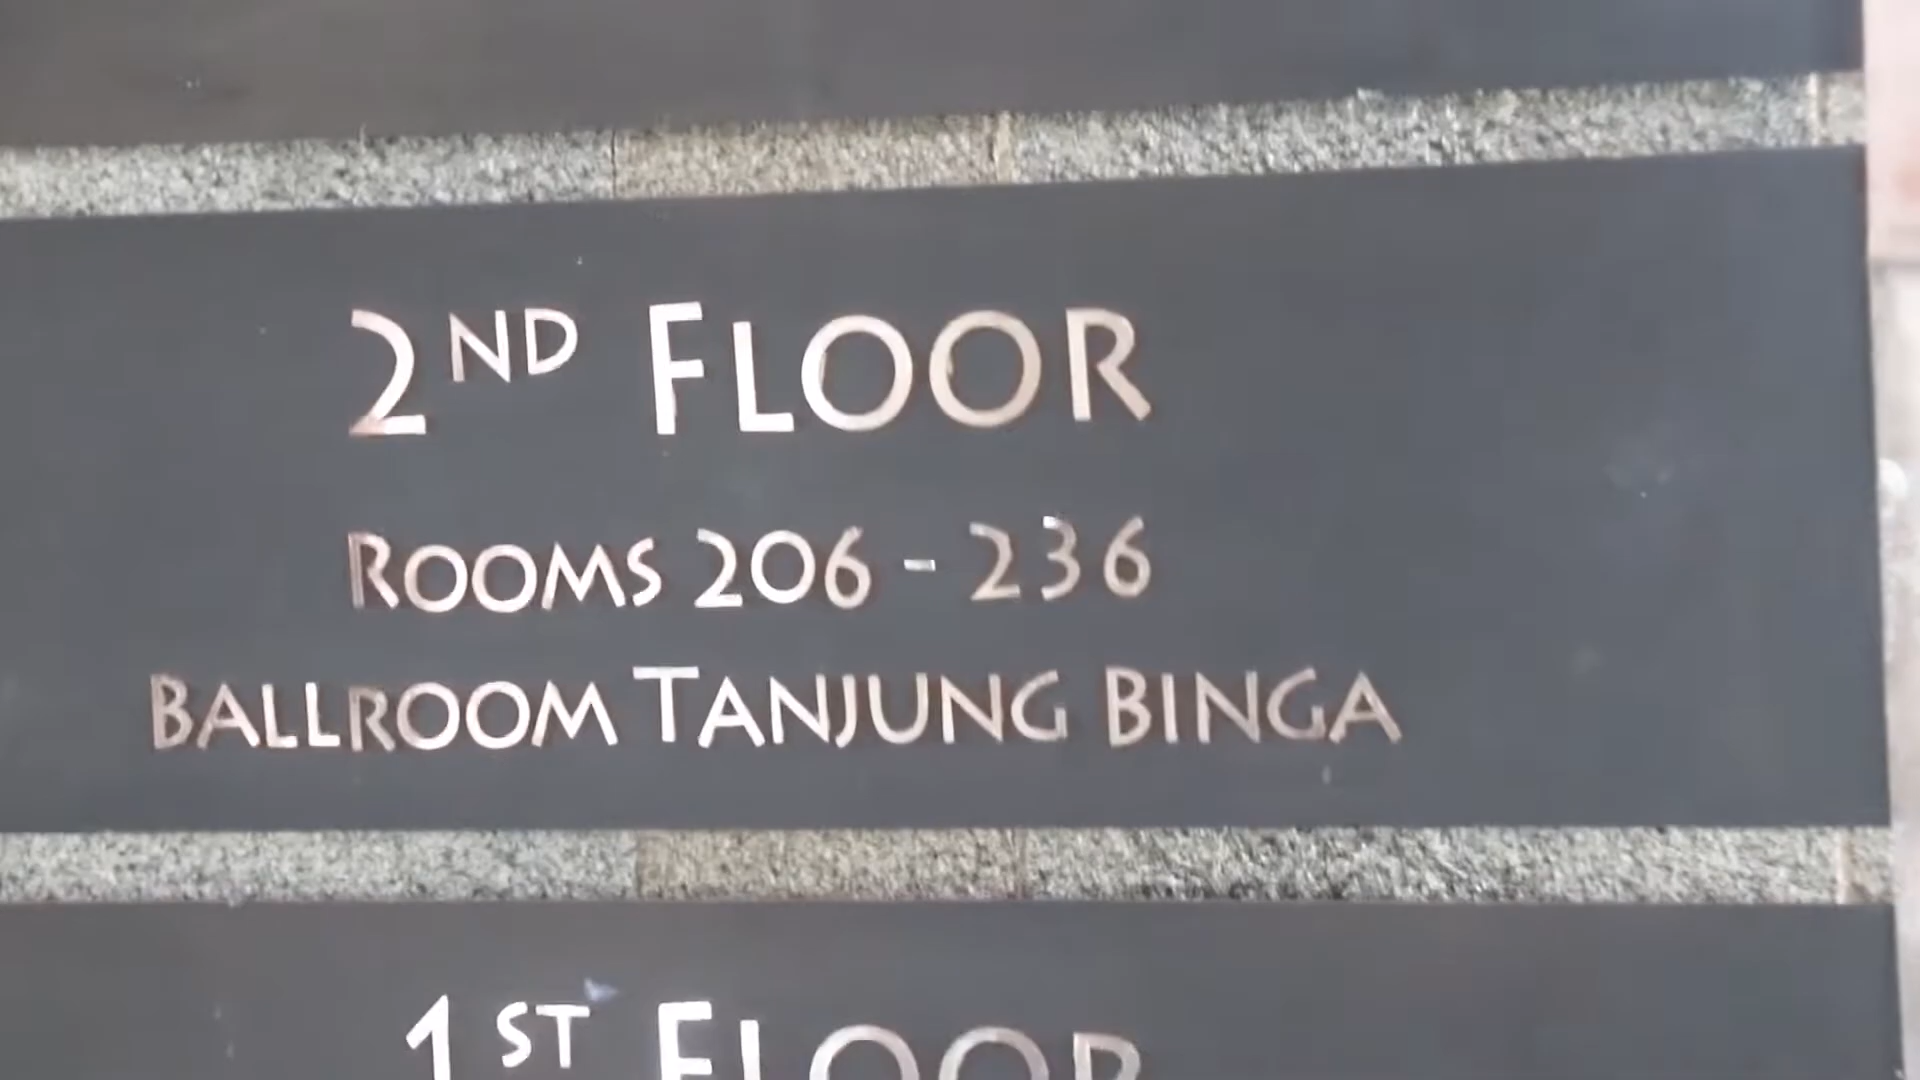 2ND FLOOR
ROOMS 206 - 236
BALLROOM TANJUNG BINGA
1ST FLOOR